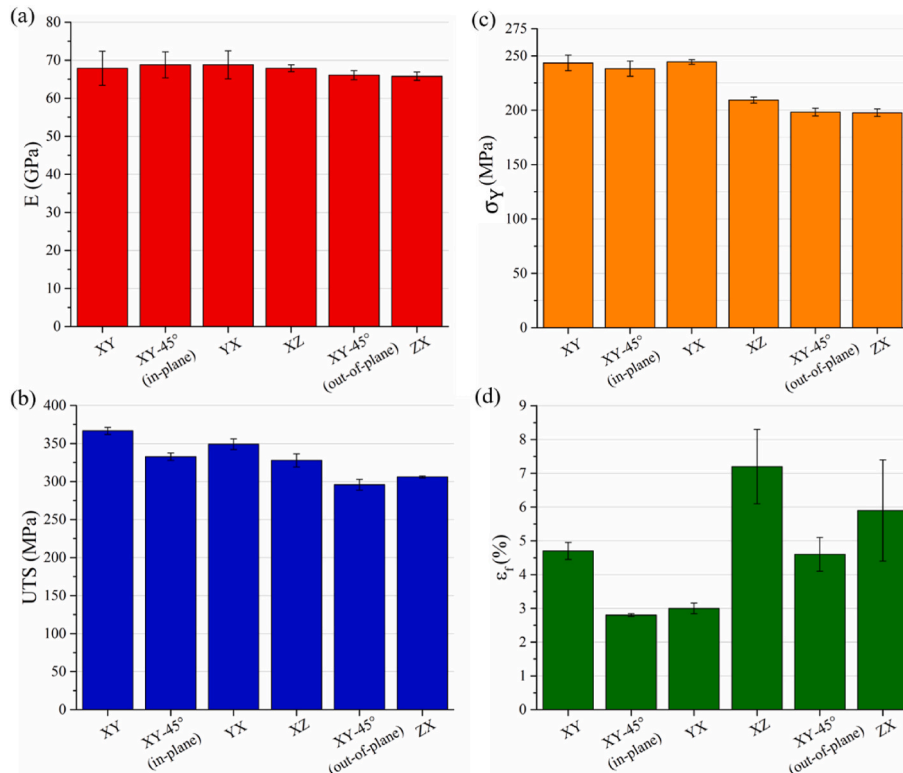 (a)
80
70
60
50
40
30
20
10
0
E (GPa)
XY
XY-45°
(in-plane)
YX
XZ
XY-45°
(out-of-plane)
ZX
(c)
250
225
200
150
100
50
0
σY (MPa)
XY
XY-45°
(in-plane)
YX
XZ
XY-45°
(out-of-plane)
ZX
(b)
400
350
300
250
200
150
100
50
0
UTS (MPa)
XY
XY-45°
(in-plane)
YX
XZ
XY-45°
(out-of-plane)
ZX
(d)
9
8
7
6
5
4
3
2
1
0
εf (%)
XY
XY-45°
(in-plane)
YX
XZ
XY-45°
(out-of-plane)
ZX